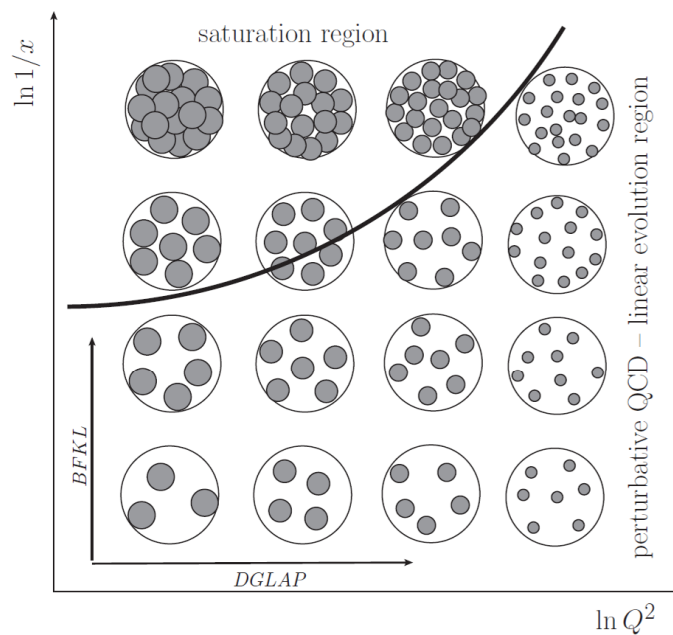 saturation region
ln 1/x
perturbative QCD – linear evolution region
BFKL
DGLAP
ln Q²